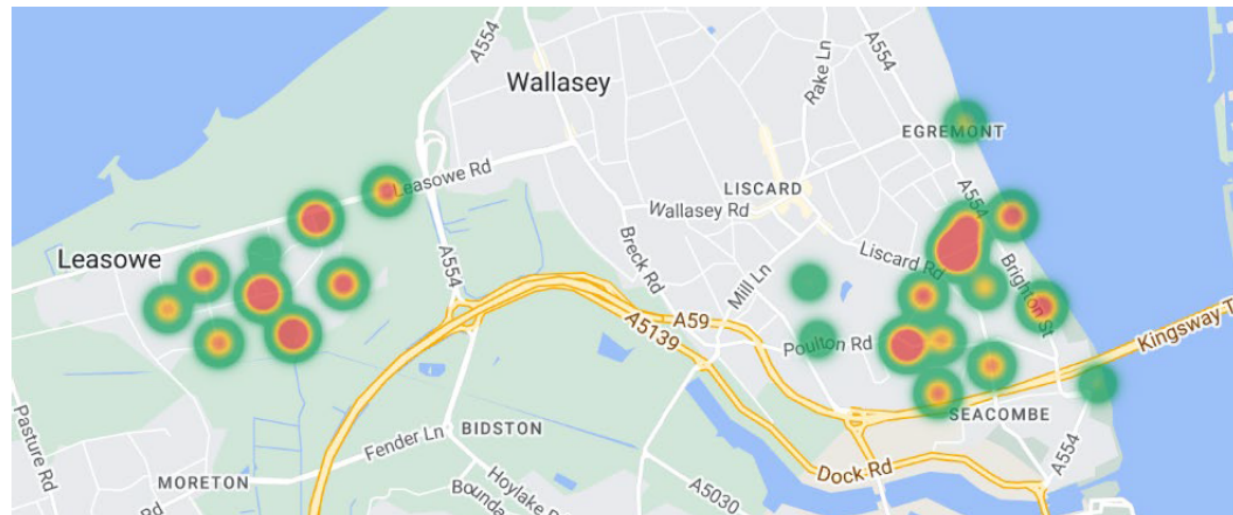 A554
A554
Wallasey
Rake Ln
EGREMONT
Leasowe Rd
LISCARD
A554
Wallasey Rd
Leasowe
Breck Rd
Liscard Rd
Brighton St
A554
Mill Ln
A59
A5139
Poulton Rd
Kingsway T
Pasture Rd
SEACOMBE
BIDSTON
Fender Ln
Dock Rd
A554
MORETON
Hoylake
Bounda
A5030
Rd